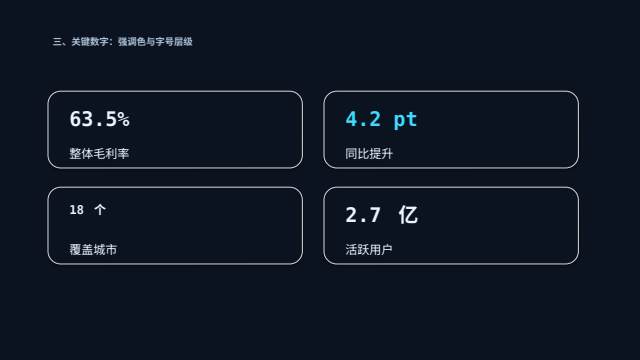 三、关键数字：强调色与字号层级
63.5%
整体毛利率
4.2 pt
同比提升
18 个
覆盖城市
2.7 亿
活跃用户